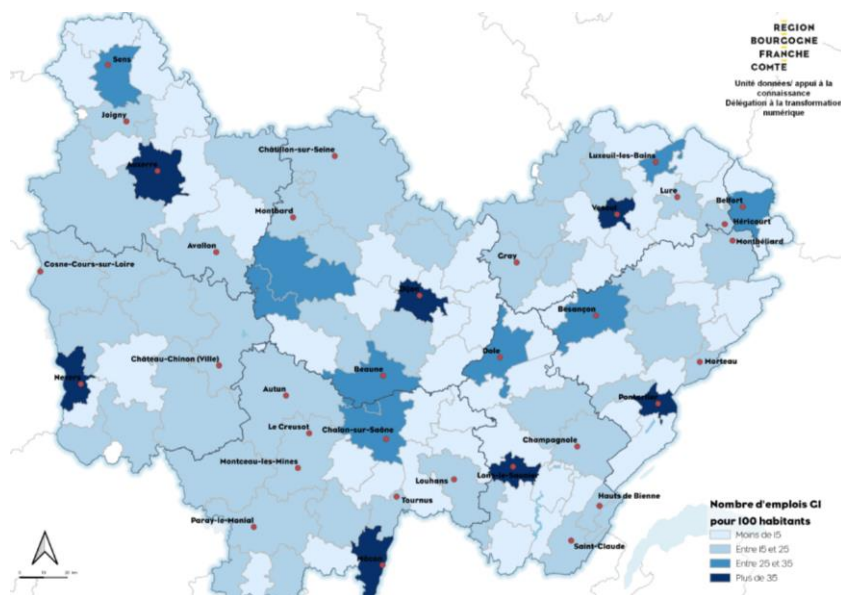 REGION
BOURGOGNE
FRANCHE
COMTE
Unité données/ appui à la
connaissance
Délégation à la transformation
numérique
Sens
Joigny
Auxerre
Châtillon-sur-Seine
Montbard
Avallon
Cosne-Cours-sur-Loire
Château-Chinon (Ville)
Nevers
Luxeuil-les-Bains
Lure
Belfort
Vesoul
Héricourt
Montbéliard
Gray
Dijon
Besançon
Dole
Morteau
Beaune
Pontarlier
Autun
Chalon-sur-Saône
Le Creusot
Champagnole
Montceau-les-Mines
Louhans
Lons-le-Saunier
Tournus
Hauts de Bienne
Paray-le-Monial
Saint-Claude
Mâcon
Nombre d'emplois GI
pour 100 habitants
Moins de 15
Entre 15 et 25
Entre 25 et 35
Plus de 35